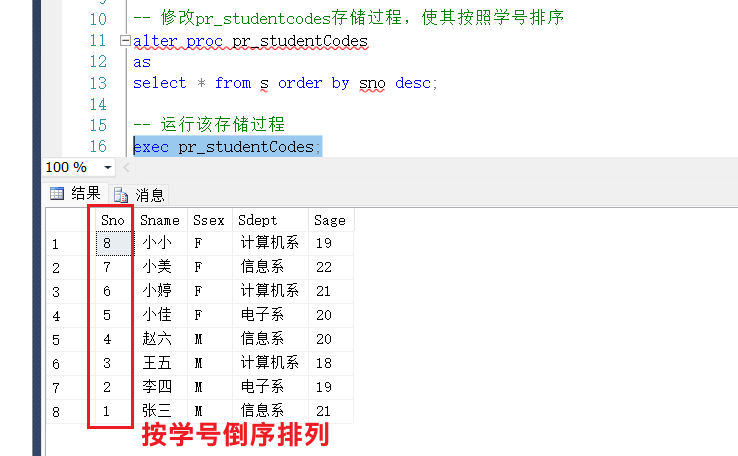 10 -- 修改pr_studentcodes存储过程，使其按照学号排序
11 alter proc pr_studentCodes
12 as
13 select * from s order by sno desc;
14
15 -- 运行该存储过程
16 exec pr_studentCodes;
100 %
结果 消息
Sno Sname Ssex Sdept Sage
1 8 小小 F 计算机系 19
2 7 小美 F 信息系 22
3 6 小婷 F 计算机系 21
4 5 小佳 F 电子系 20
5 4 赵六 M 信息系 20
6 3 王五 M 计算机系 18
7 2 李四 M 电子系 19
8 1 张三 M 信息系 21
按学号倒序排列